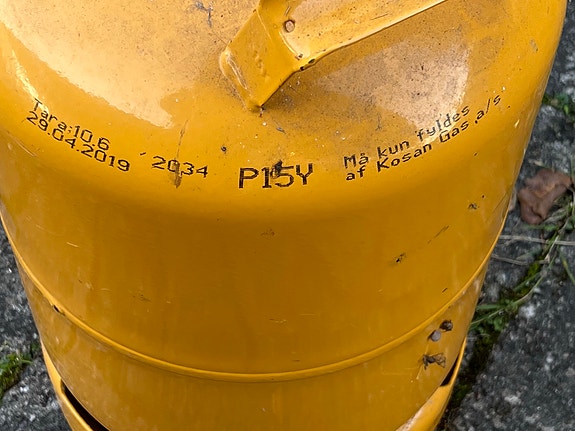 Tara:10.6
29.04.2019 2034
P15Y
Må kun fyldes
af Kosan Gas a/s